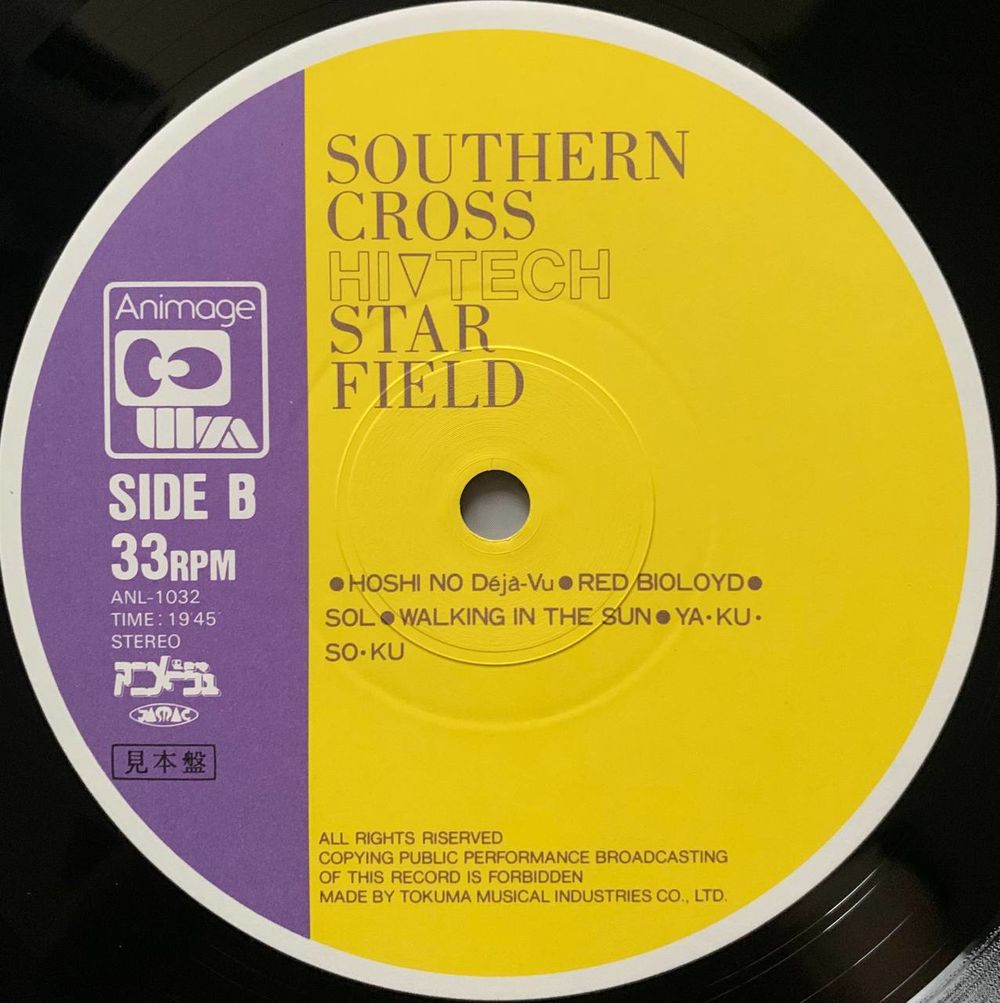 SOUTHERN
CROSS
HI▽TECH
STAR
FIELD
Animage
SIDE B
33RPM
ANL-1032
TIME : 19'45
STEREO
アニメージュ
JASRAC
見本盤
●HOSHI NO Déjà-Vu●RED BIOLOYD●
SOL●WALKING IN THE SUN●YA・KU・
SO・KU
ALL RIGHTS RISERVED
COPYING PUBLIC PERFORMANCE BROADCASTING
OF THIS RECORD IS FORBIDDEN
MADE BY TOKUMA MUSICAL INDUSTRIES CO., LTD.